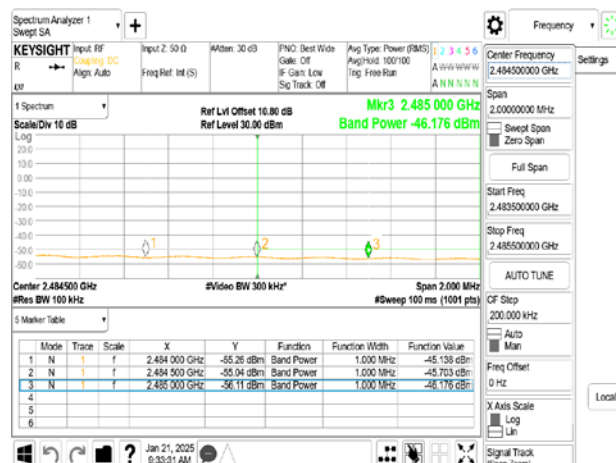 Spectrum Analyzer 1
Swept SA
Frequency
KEYSIGHT Input: RF Input Z: 50 Ω #Atten: 30 dB PNO: Best Wide Avg Type: Power (RMS) 1 2 3 4 5 6
R Coupling: DC Gate: Off Avg|Hold: 100/100 A W W W W W
Align: Auto Freq Ref: Int (S) IF Gain: Low Trig: Free Run
Sig Track: Off A N N N N N
1 Spectrum
Scale/Div 10 dB
Ref Lvl Offset 10.80 dB
Ref Level 30.00 dBm
Mkr3 2.485 000 GHz
Band Power -46.176 dBm
Log
20.0
10.0
0.00
-10.0
-20.0
-30.0
-40.0
-50.0
-60.0
1
2
3
Center 2.484500 GHz #Video BW 300 kHz* Span 2.000 MHz
#Res BW 100 kHz #Sweep 100 ms (1001 pts)
5 Marker Table
Mode Trace Scale X Y Function Function Width Function Value
1 N 1 f 2.484 000 GHz -55.26 dBm Band Power 1.000 MHz -45.138 dBm
2 N 1 f 2.484 500 GHz -55.04 dBm Band Power 1.000 MHz -45.703 dBm
3 N 1 f 2.485 000 GHz -56.11 dBm Band Power 1.000 MHz -46.176 dBm
4
5
6
Jan 21, 2025
9:33:31 AM
Center Frequency
2.484500000 GHz
Settings
Span
2.00000000 MHz
Swept Span
Zero Span
Full Span
Start Freq
2.483500000 GHz
Stop Freq
2.485500000 GHz
AUTO TUNE
CF Step
200.000 kHz
Auto
Man
Freq Offset
0 Hz
Local
X Axis Scale
Log
Lin
Signal Track